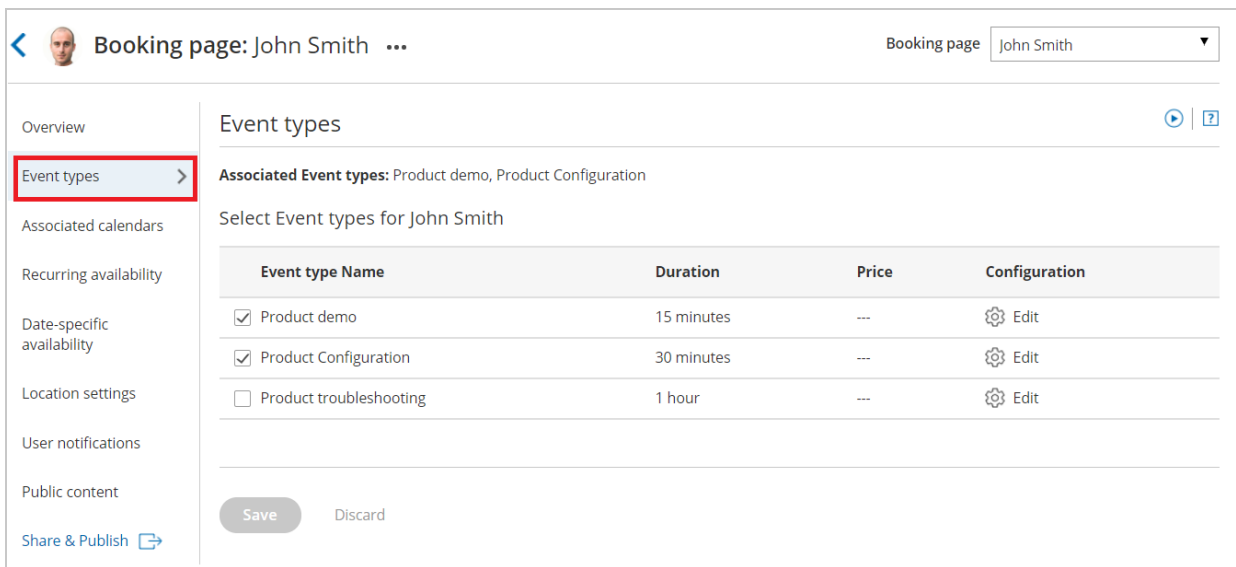 Booking page: John Smith •••
Booking page
John Smith
Overview
Event types
Associated calendars
Recurring availability
Date-specific
availability
Location settings
User notifications
Public content
Share & Publish
Event types
?
Associated Event types: Product demo, Product Configuration
Select Event types for John Smith
Event type Name Duration Price Configuration
Product demo 15 minutes --- Edit
Product Configuration 30 minutes --- Edit
Product troubleshooting 1 hour --- Edit
Save Discard